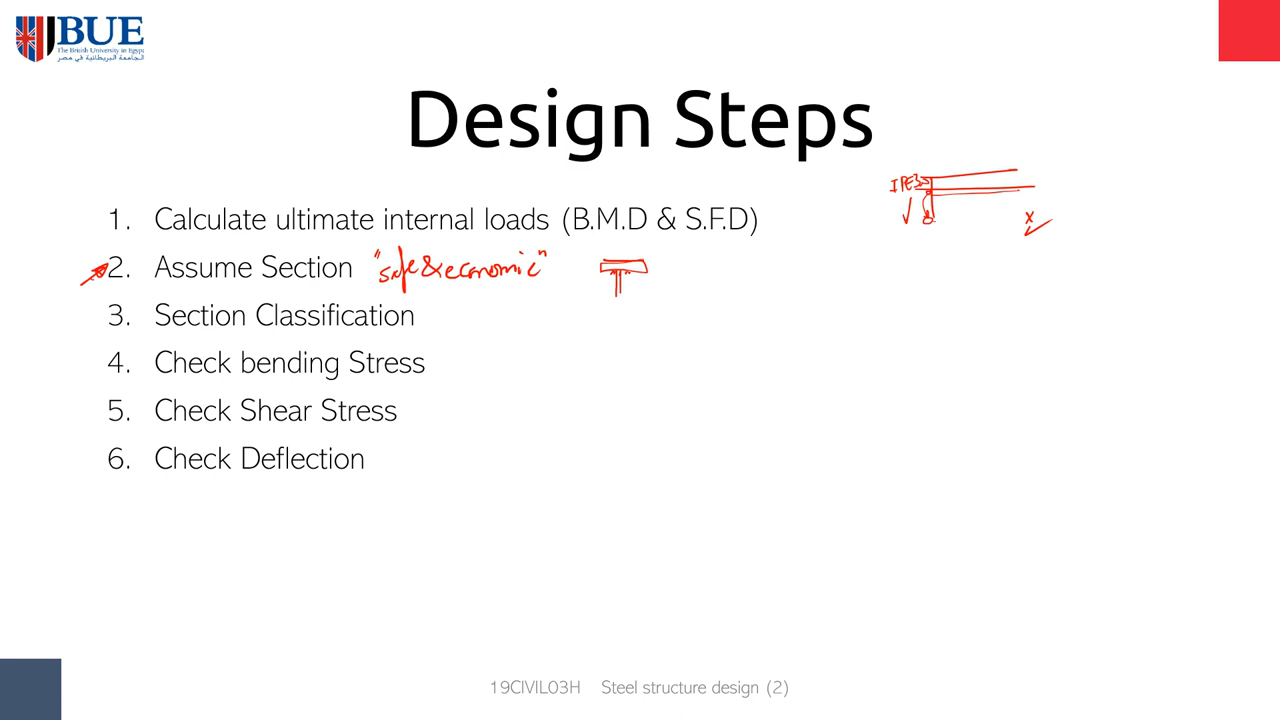 BUE
The British University in Egypt
الجامعة البريطانية في مصر
Design Steps
1. Calculate ultimate internal loads (B.M.D & S.F.D)
2. Assume Section "safe & economic"
3. Section Classification
4. Check bending Stress
5. Check Shear Stress
6. Check Deflection
19CIVIL03H Steel structure design (2)